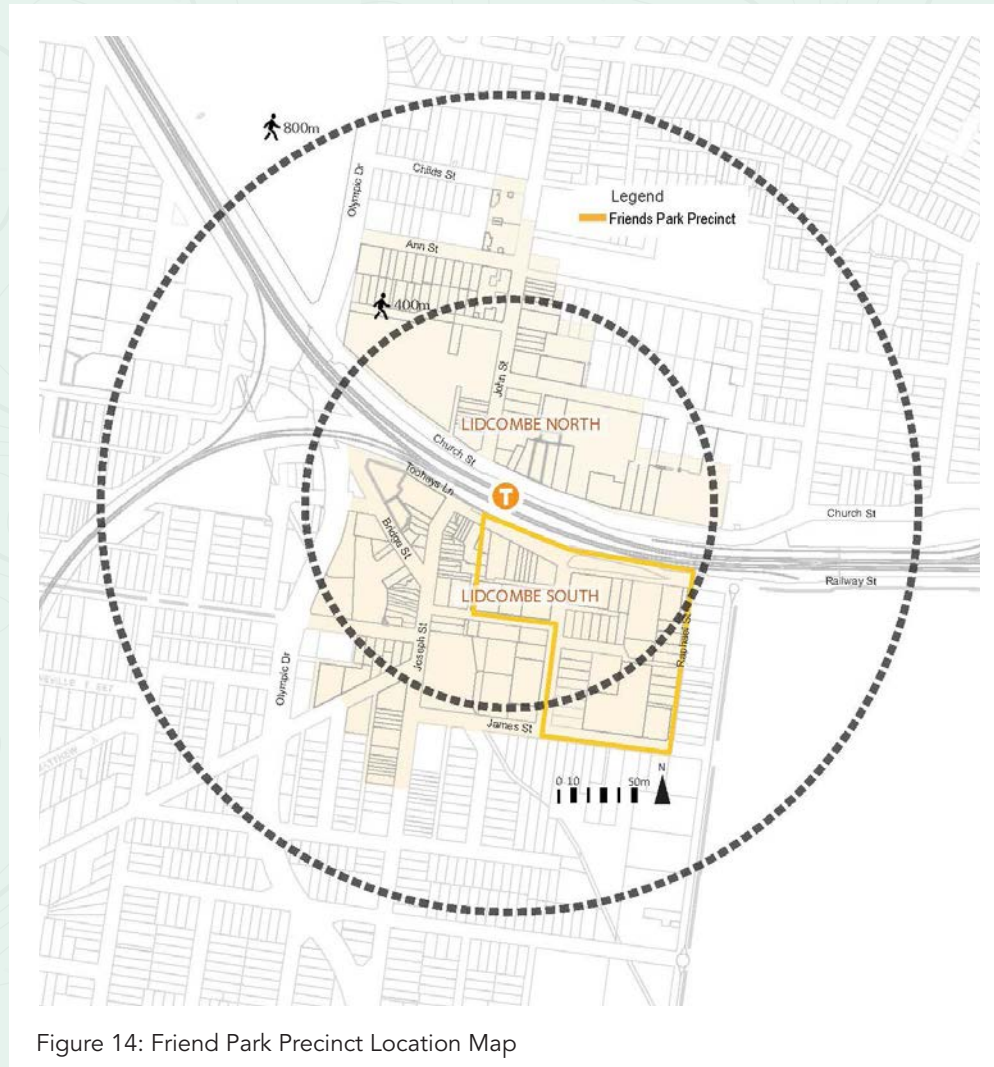 800m
Childs St
Olympic Dr
Legend
Friends Park Precinct
Ann St
400m
John St
LIDCOMBE NORTH
Church St
Tooheys Ln
T
Church St
Bridge St
Railway St
LIDCOMBE SOUTH
Raphael St
Joseph St
Olympic Dr
James St
N
0 10 50m
Figure 14: Friend Park Precinct Location Map